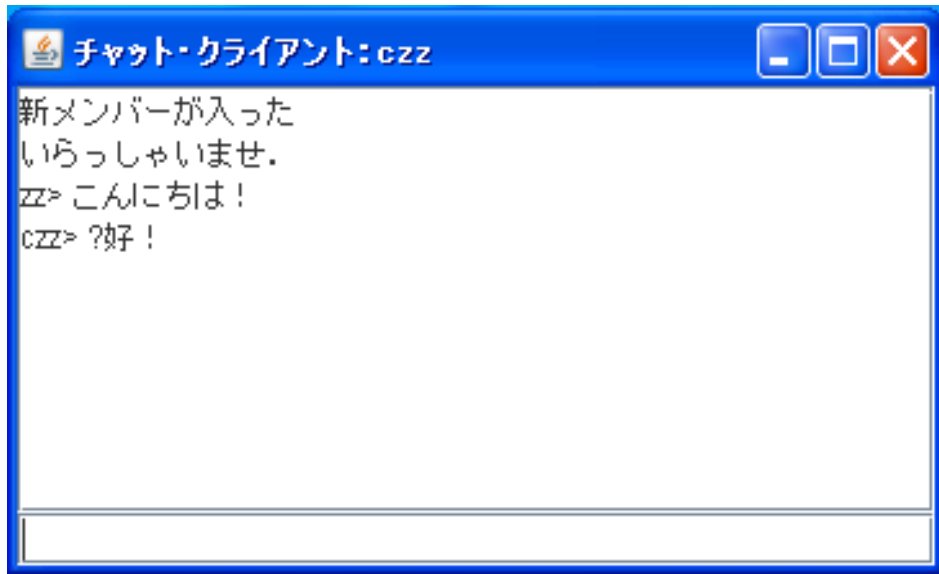 チャット・クライアント:czz
新メンバーが入った
いらっしゃいませ.
zz> こんにちは！
czz> ?好！